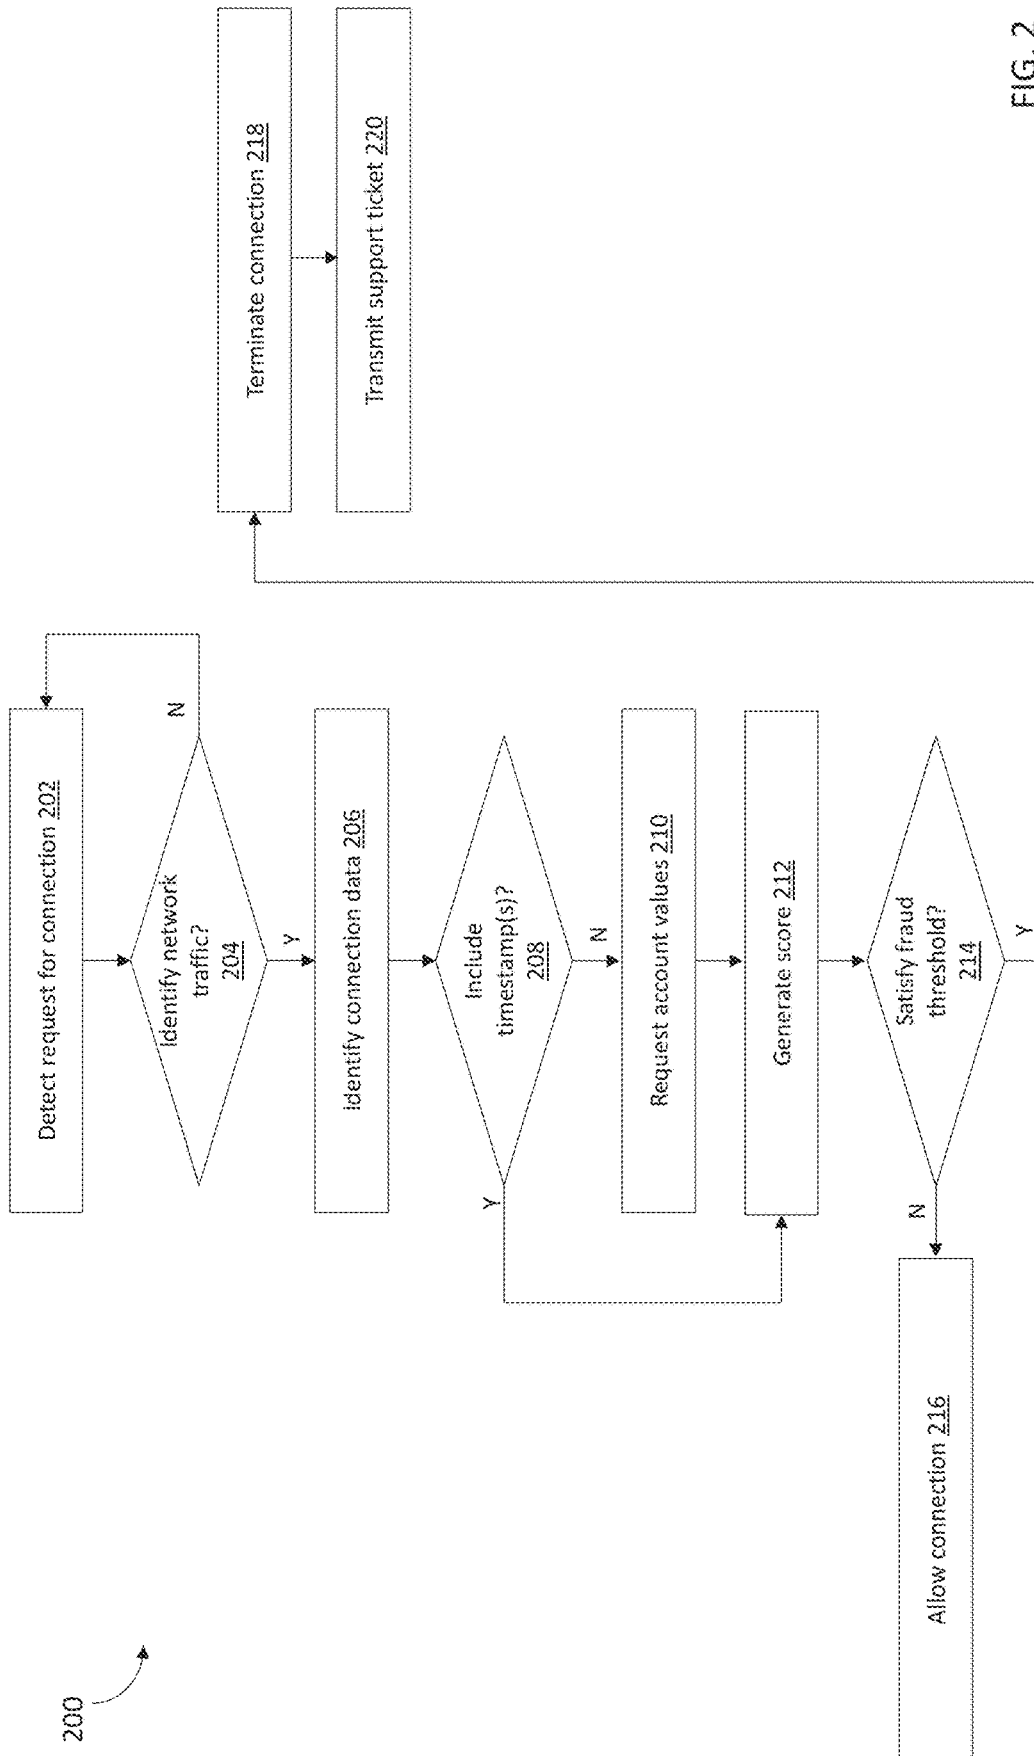 200
Detect request for connection 202
Identify network
traffic?
204
N
Y
Identify connection data 206
Include
timestamp(s)?
208
Y
N
Request account values 210
Generate score 212
Satisfy fraud
threshold?
214
N
Y
Allow connection 216
Terminate connection 218
Transmit support ticket 220
FIG. 2